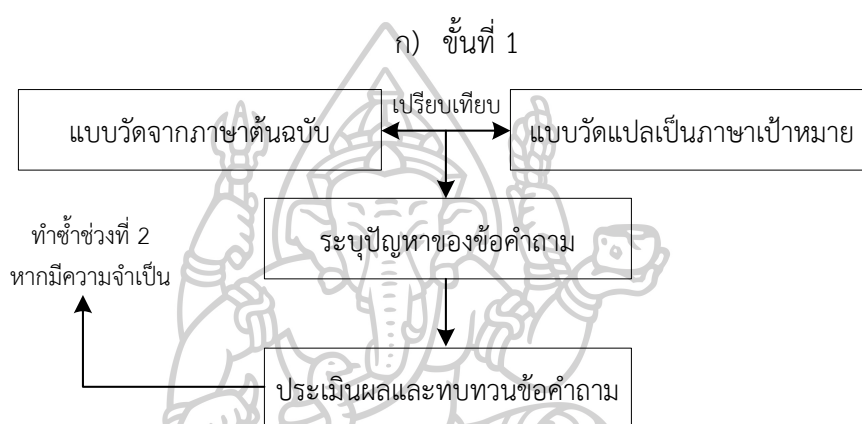 ก) ขั้นที่ 1
เปรียบเทียบ
แบบวัดจากภาษาต้นฉบับ
แบบวัดแปลเป็นภาษาเป้าหมาย
ระบุปัญหาของข้อคำถาม
ทำซ้ำช่วงที่ 2
หากมีความจำเป็น
ประเมินผลและทบทวนข้อคำถาม